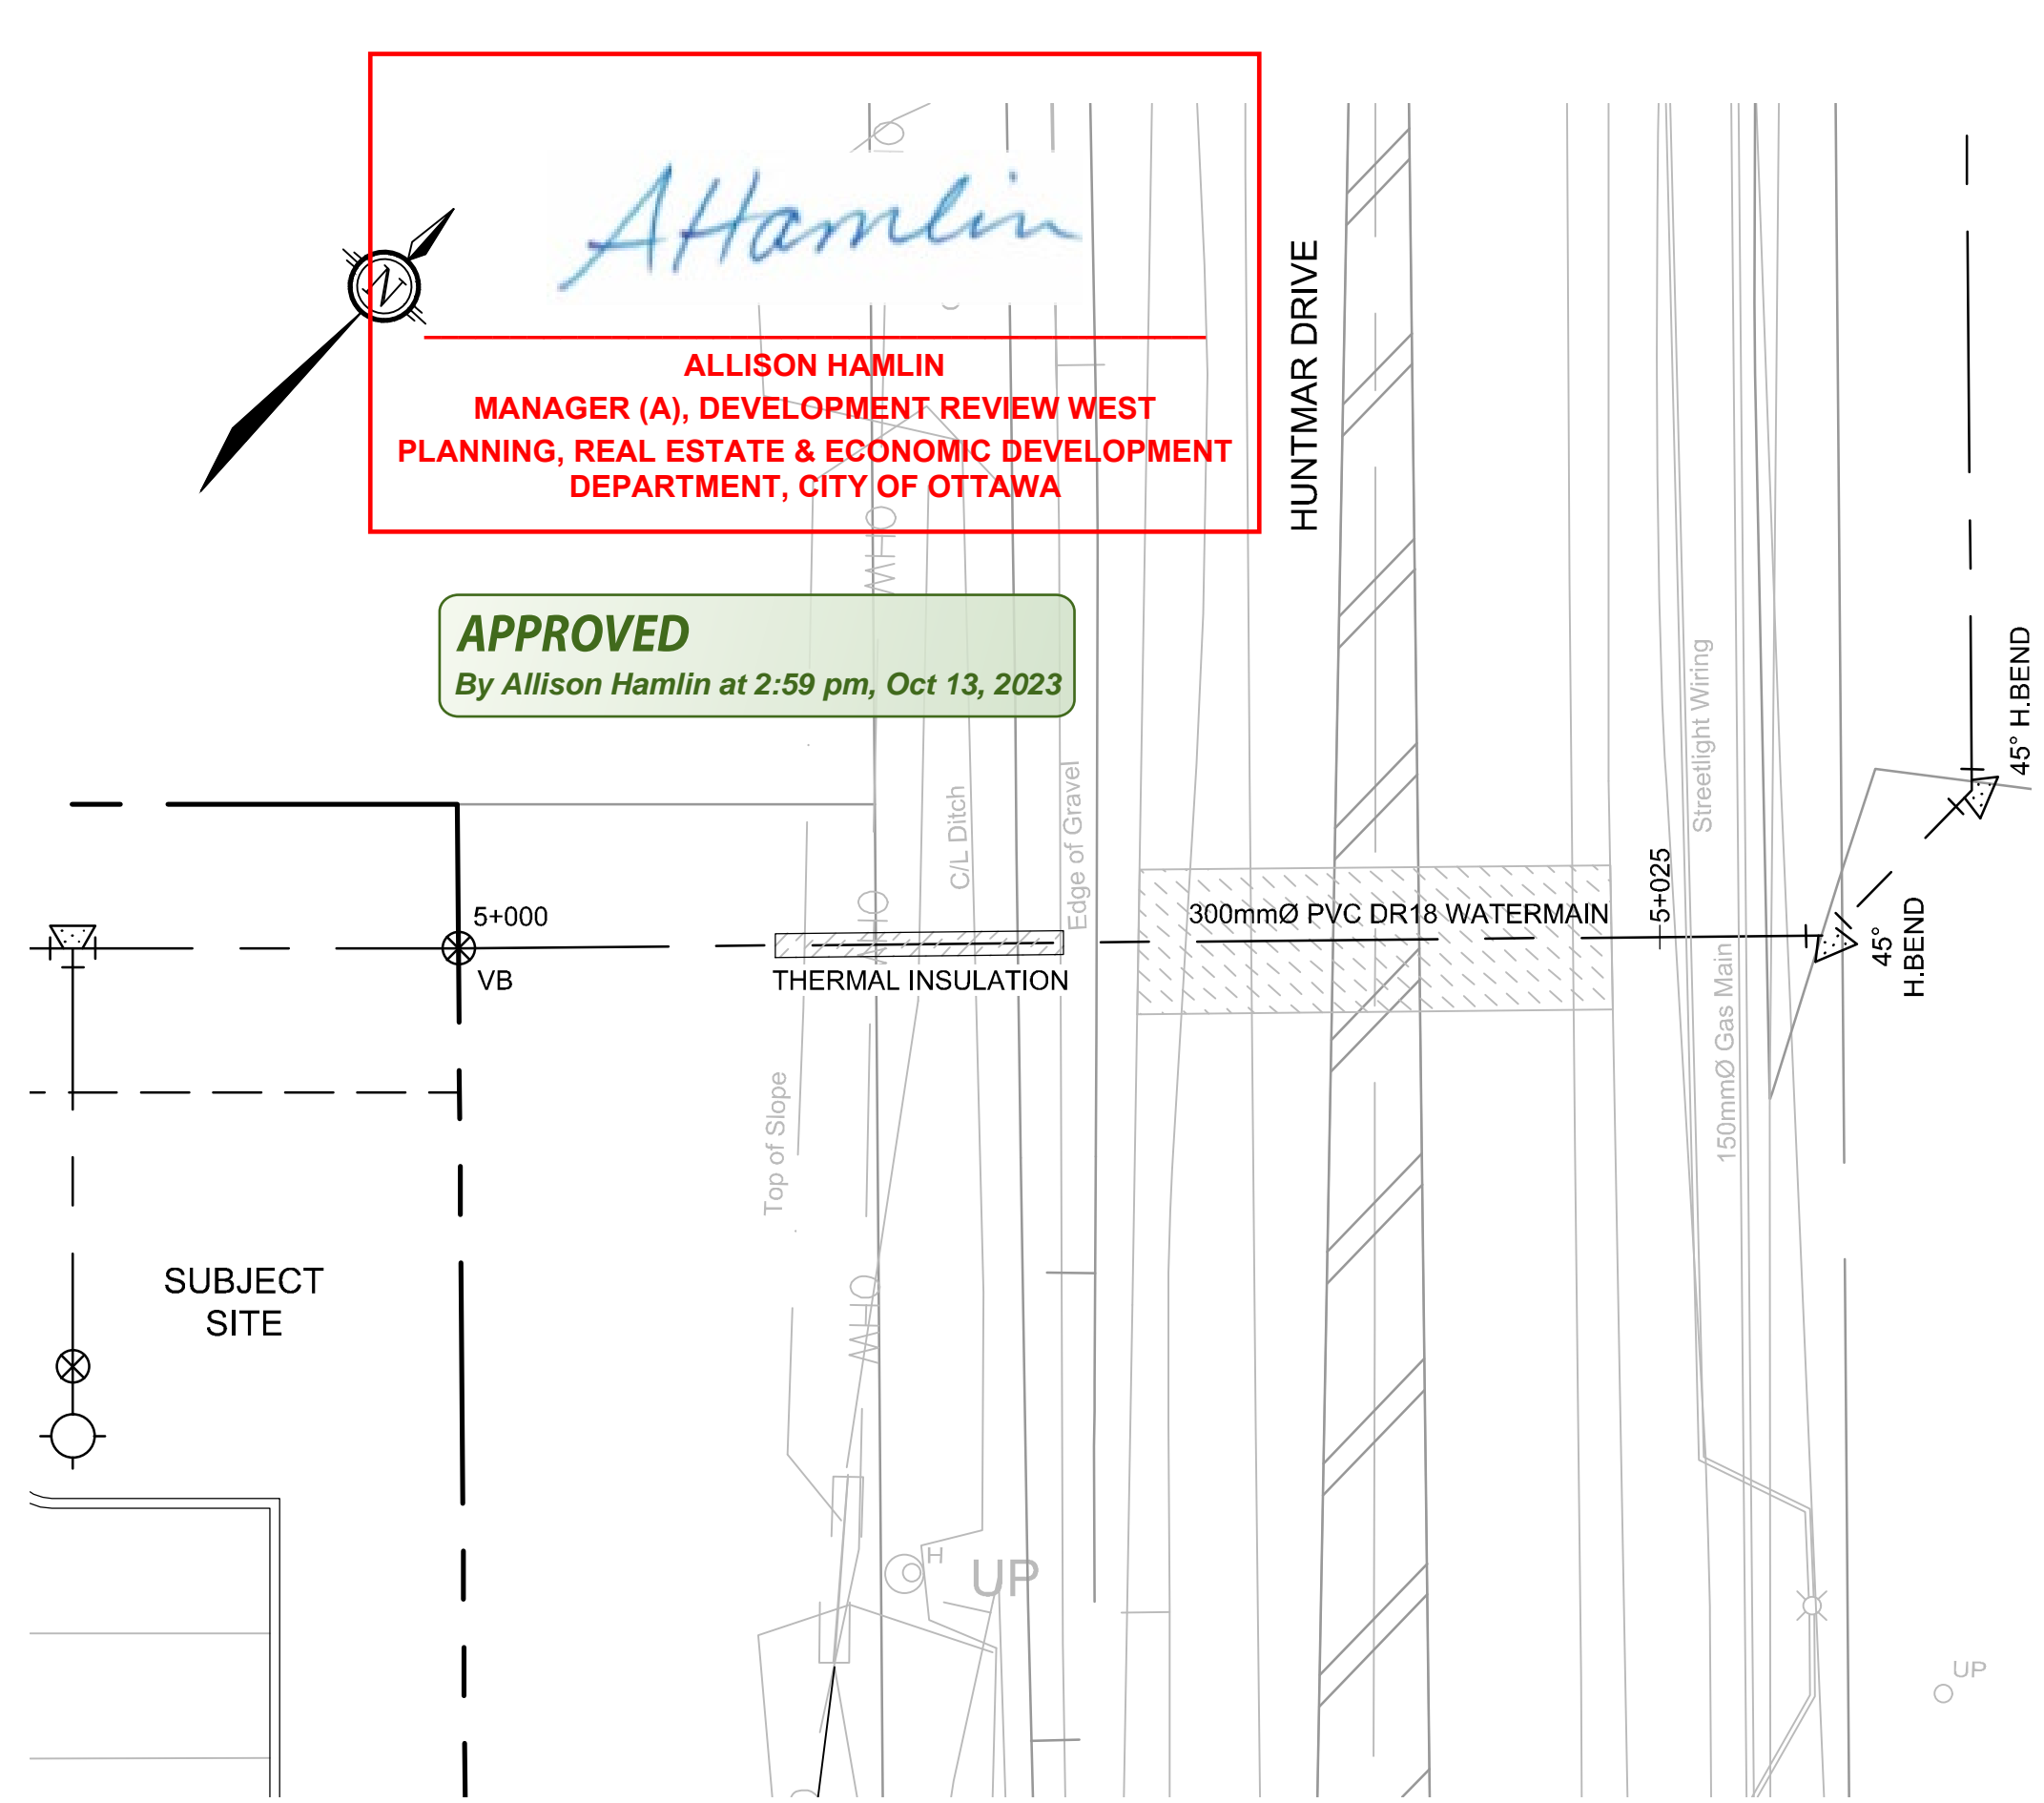 AHamlin
ALLISON HAMLIN
MANAGER (A), DEVELOPMENT REVIEW WEST
PLANNING, REAL ESTATE & ECONOMIC DEVELOPMENT
DEPARTMENT, CITY OF OTTAWA
N
HUNTMAR DRIVE
OHW
APPROVED
By Allison Hamlin at 2:59 pm, Oct 13, 2023
45° H.BEND
Streetlight Wiring
C/L Ditch
Edge of Gravel
5+000
VB
THERMAL INSULATION
300mmØ PVC DR18 WATERMAIN
5+025
45°
H.BEND
150mmØ Gas Main
Top of Slope
SUBJECT
SITE
OHW
H
UP
UP